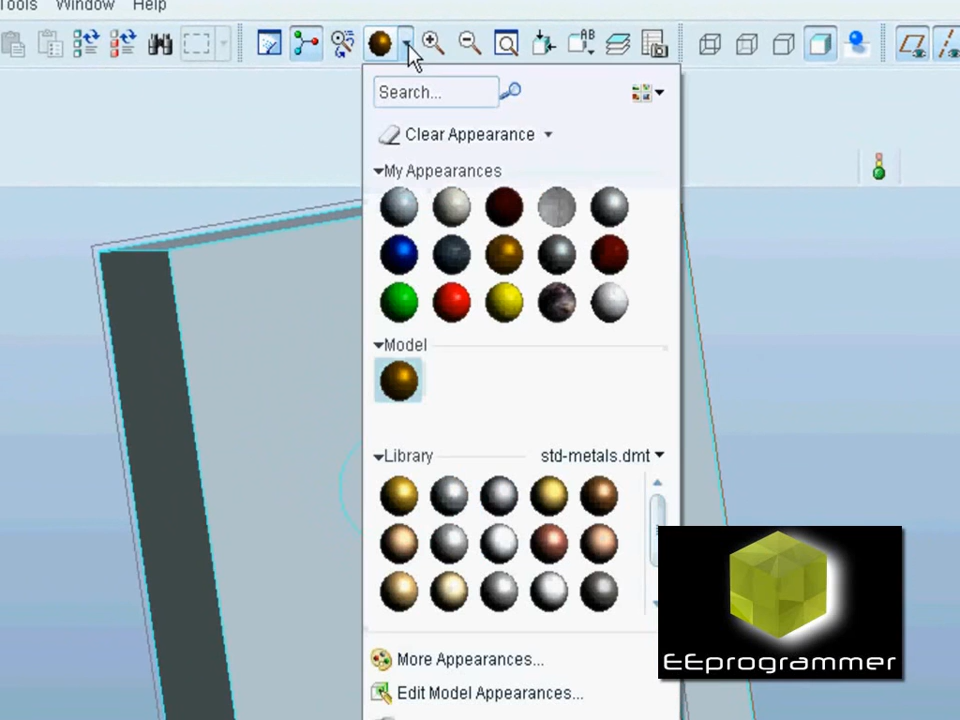 Tools Window Help
AB
Search...
Clear Appearance
My Appearances
Model
Library std-metals.dmt
More Appearances...
Edit Model Appearances...
EEprogrammer